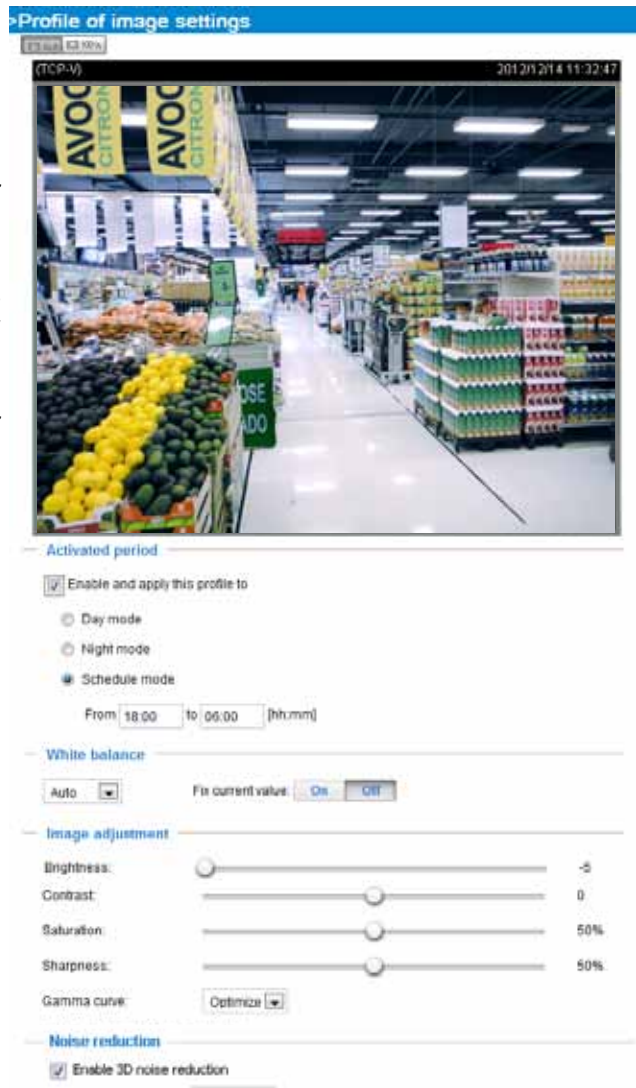 >Profile of image settings
(TCP-V) 2012/12/14 11:32:47
AVOC
CITRON
AVOC
CITRON
OSE
ADO
Activated period
Enable and apply this profile to
Day mode
Night mode
Schedule mode
From 18:00 to 06:00 [hh:mm]
White balance
Auto Fix current value: On Off
Image adjustment
Brightness: -5
Contrast: 0
Saturation: 50%
Sharpness: 50%
Gamma curve: Optimize
Noise reduction
Enable 3D noise reduction